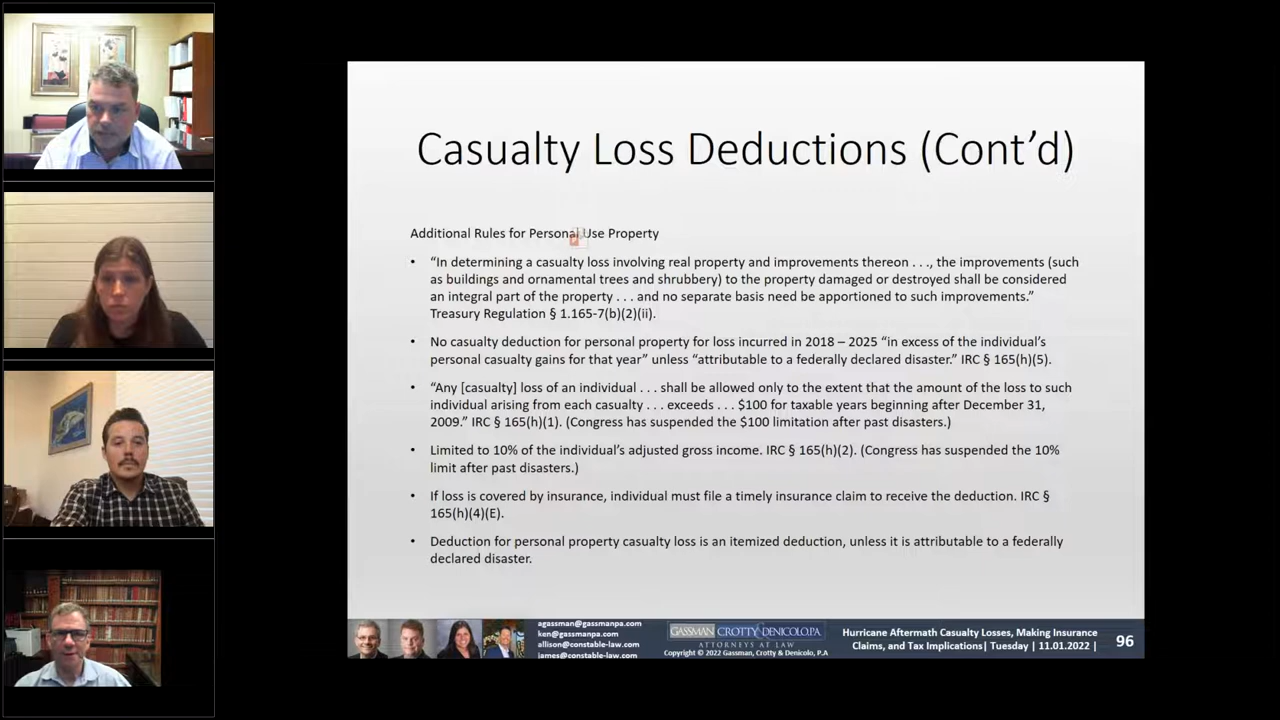 Casualty Loss Deductions (Cont’d)
Additional Rules for Personal Use Property
• “In determining a casualty loss involving real property and improvements thereon . . ., the improvements (such
as buildings and ornamental trees and shrubbery) to the property damaged or destroyed shall be considered
an integral part of the property . . . and no separate basis need be apportioned to such improvements.”
Treasury Regulation § 1.165-7(b)(2)(ii).
• No casualty deduction for personal property for loss incurred in 2018 – 2025 “in excess of the individual’s
personal casualty gains for that year” unless “attributable to a federally declared disaster.” IRC § 165(h)(5).
• “Any [casualty] loss of an individual . . . shall be allowed only to the extent that the amount of the loss to such
individual arising from each casualty . . . exceeds . . . $100 for taxable years beginning after December 31,
2009.” IRC § 165(h)(1). (Congress has suspended the $100 limitation after past disasters.)
• Limited to 10% of the individual’s adjusted gross income. IRC § 165(h)(2). (Congress has suspended the 10%
limit after past disasters.)
• If loss is covered by insurance, individual must file a timely insurance claim to receive the deduction. IRC §
165(h)(4)(E).
• Deduction for personal property casualty loss is an itemized deduction, unless it is attributable to a federally
declared disaster.
agassman@gassmanpa.com
ken@gassmanpa.com
allison@constable-law.com
james@constable-law.com
GASSMAN CROTTY & DENICOLO, P.A.
ATTORNEYS AT LAW
Copyright © 2022 Gassman, Crotty & Denicolo, P.A
Hurricane Aftermath Casualty Losses, Making Insurance
Claims, and Tax Implications| Tuesday | 11.01.2022 |
96